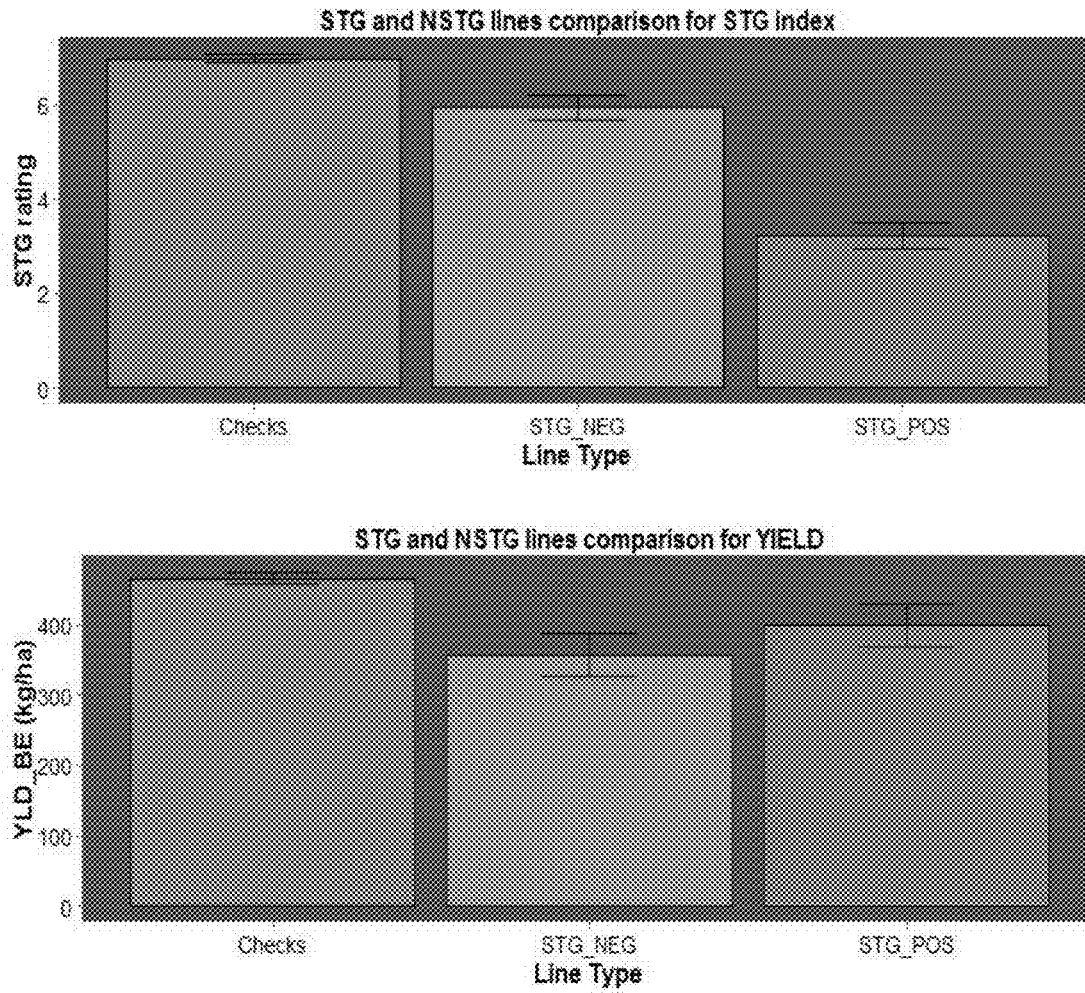 STG and NSTG lines comparison for STG index
STG rating
6
4
2
0
Checks
STG_NEG
STG_POS
Line Type
STG and NSTG lines comparison for YIELD
YLD_BE (kg/ha)
400
300
200
100
0
Checks
STG_NEG
STG_POS
Line Type